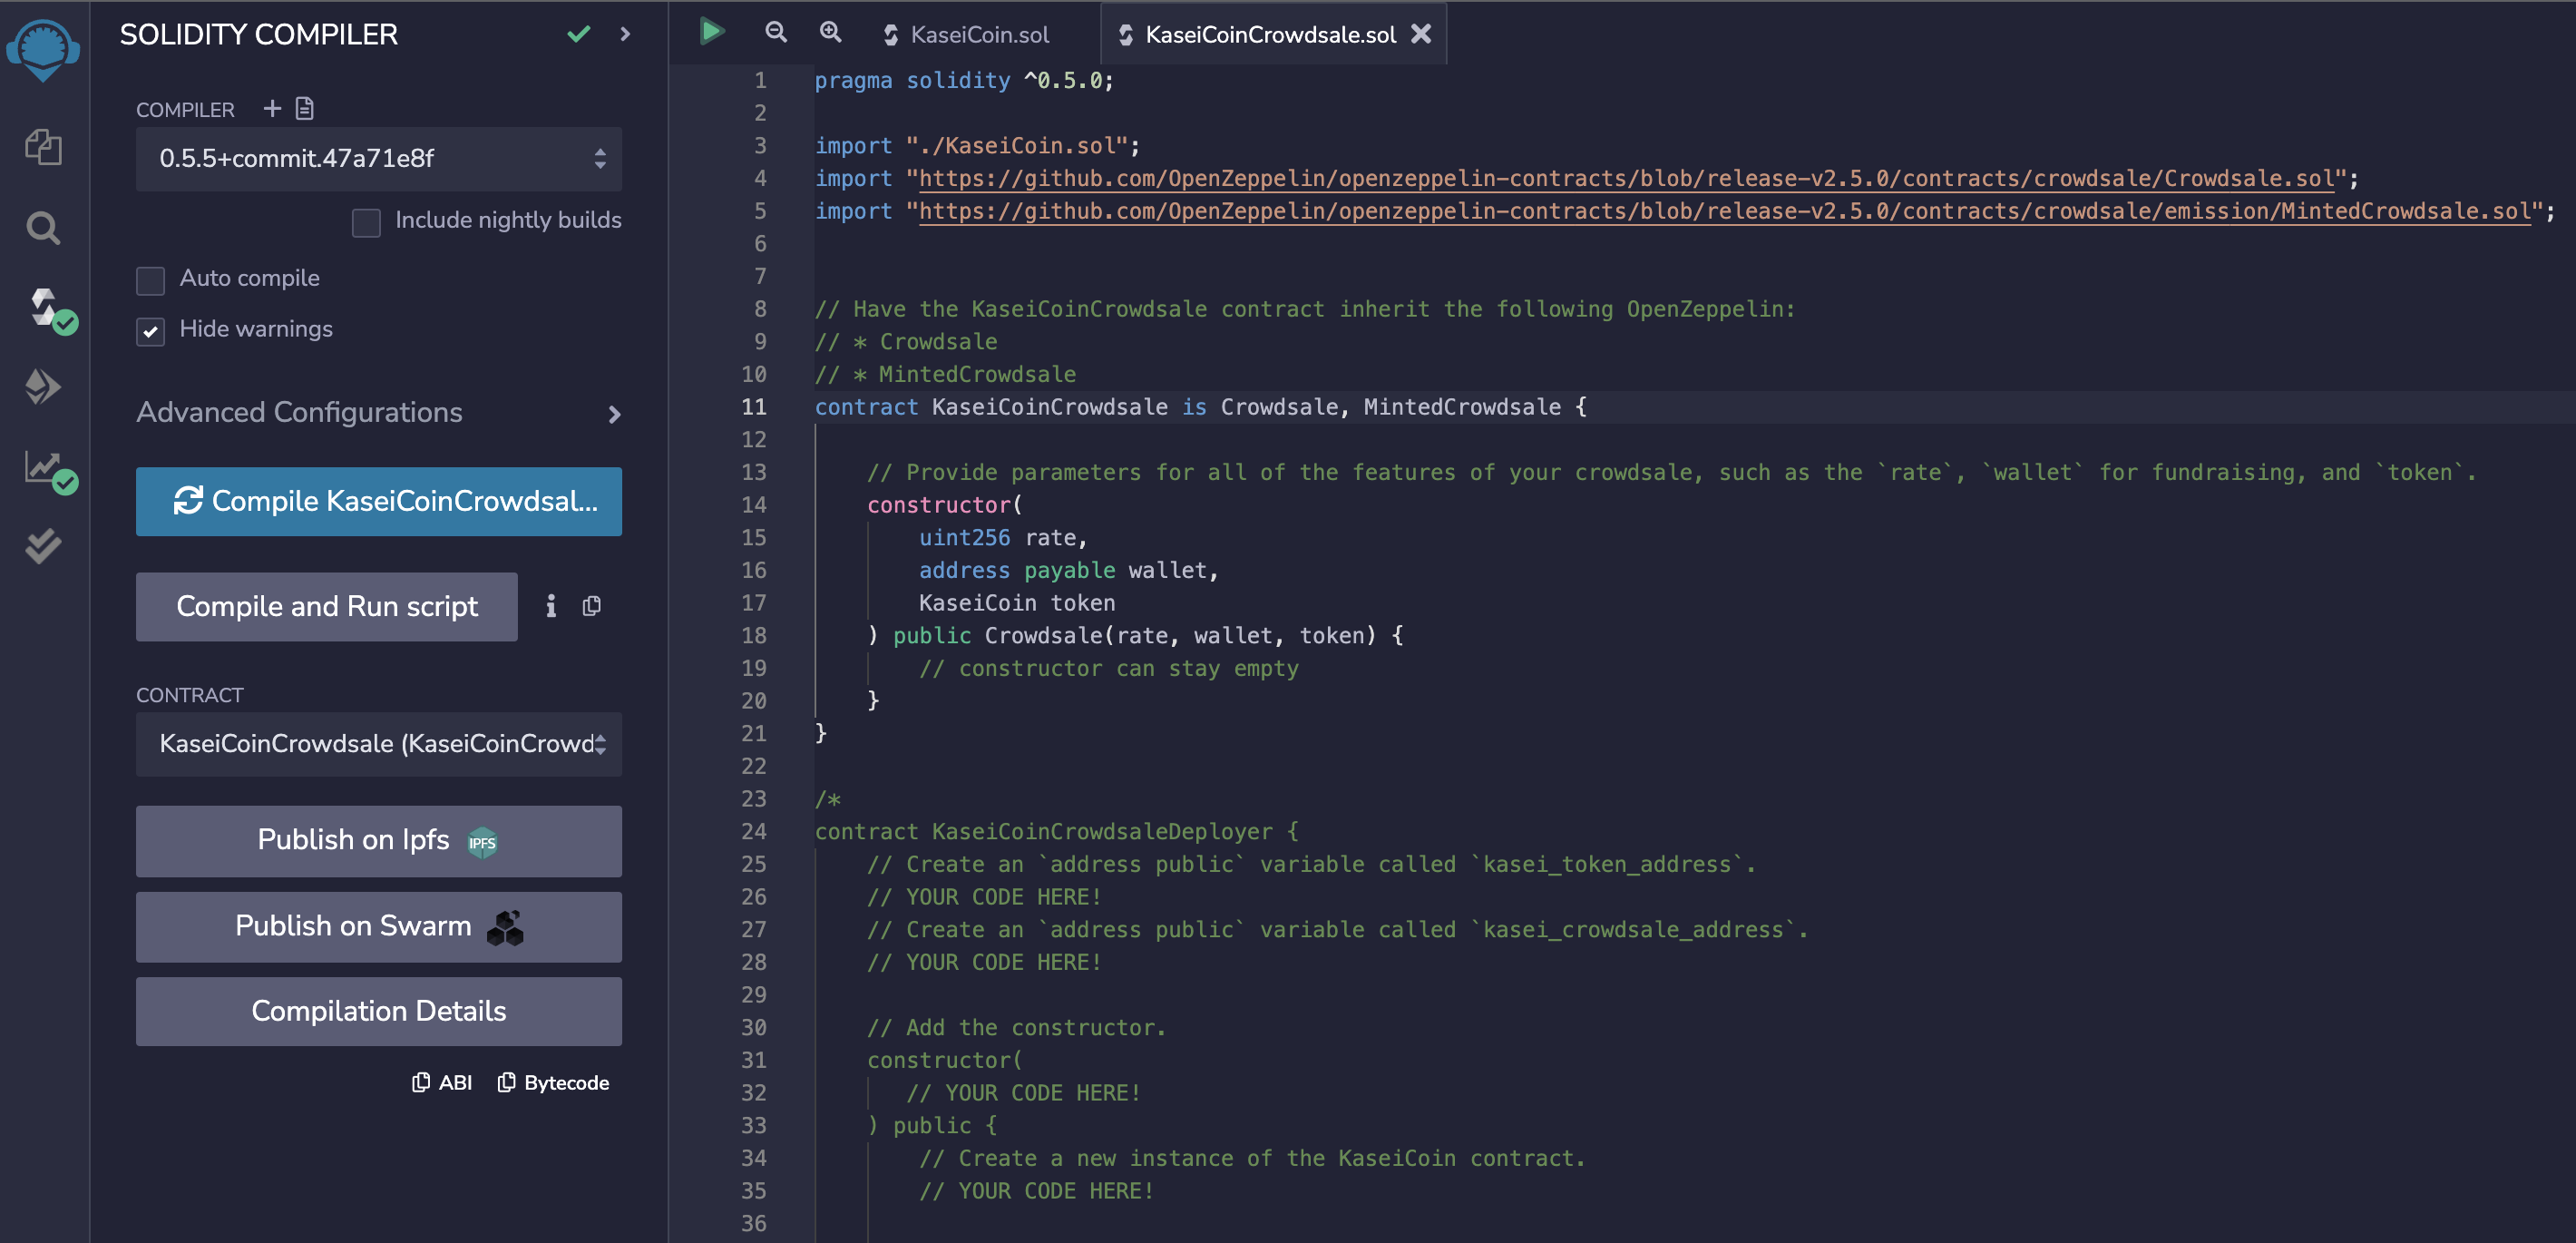 SOLIDITY COMPILER
COMPILER
0.5.5+commit.47a71e8f
Include nightly builds
Auto compile
Hide warnings
Advanced Configurations
Compile KaseiCoinCrowdsal...
Compile and Run script
CONTRACT
KaseiCoinCrowdsale (KaseiCoinCrowd
Publish on Ipfs IPFS
Publish on Swarm
Compilation Details
ABI Bytecode
KaseiCoin.sol KaseiCoinCrowdsale.sol
1 pragma solidity ^0.5.0;
2
3 import "./KaseiCoin.sol";
4 import "https://github.com/OpenZeppelin/openzeppelin-contracts/blob/release-v2.5.0/contracts/crowdsale/Crowdsale.sol";
5 import "https://github.com/OpenZeppelin/openzeppelin-contracts/blob/release-v2.5.0/contracts/crowdsale/emission/MintedCrowdsale.sol";
6
7
8 // Have the KaseiCoinCrowdsale contract inherit the following OpenZeppelin:
9 // * Crowdsale
10 // * MintedCrowdsale
11 contract KaseiCoinCrowdsale is Crowdsale, MintedCrowdsale {
12
13 // Provide parameters for all of the features of your crowdsale, such as the `rate`, `wallet` for fundraising, and `token`.
14 constructor(
15 uint256 rate,
16 address payable wallet,
17 KaseiCoin token
18 ) public Crowdsale(rate, wallet, token) {
19 // constructor can stay empty
20 }
21 }
22
23 /*
24 contract KaseiCoinCrowdsaleDeployer {
25 // Create an `address public` variable called `kasei_token_address`.
26 // YOUR CODE HERE!
27 // Create an `address public` variable called `kasei_crowdsale_address`.
28 // YOUR CODE HERE!
29
30 // Add the constructor.
31 constructor(
32 // YOUR CODE HERE!
33 ) public {
34 // Create a new instance of the KaseiCoin contract.
35 // YOUR CODE HERE!
36